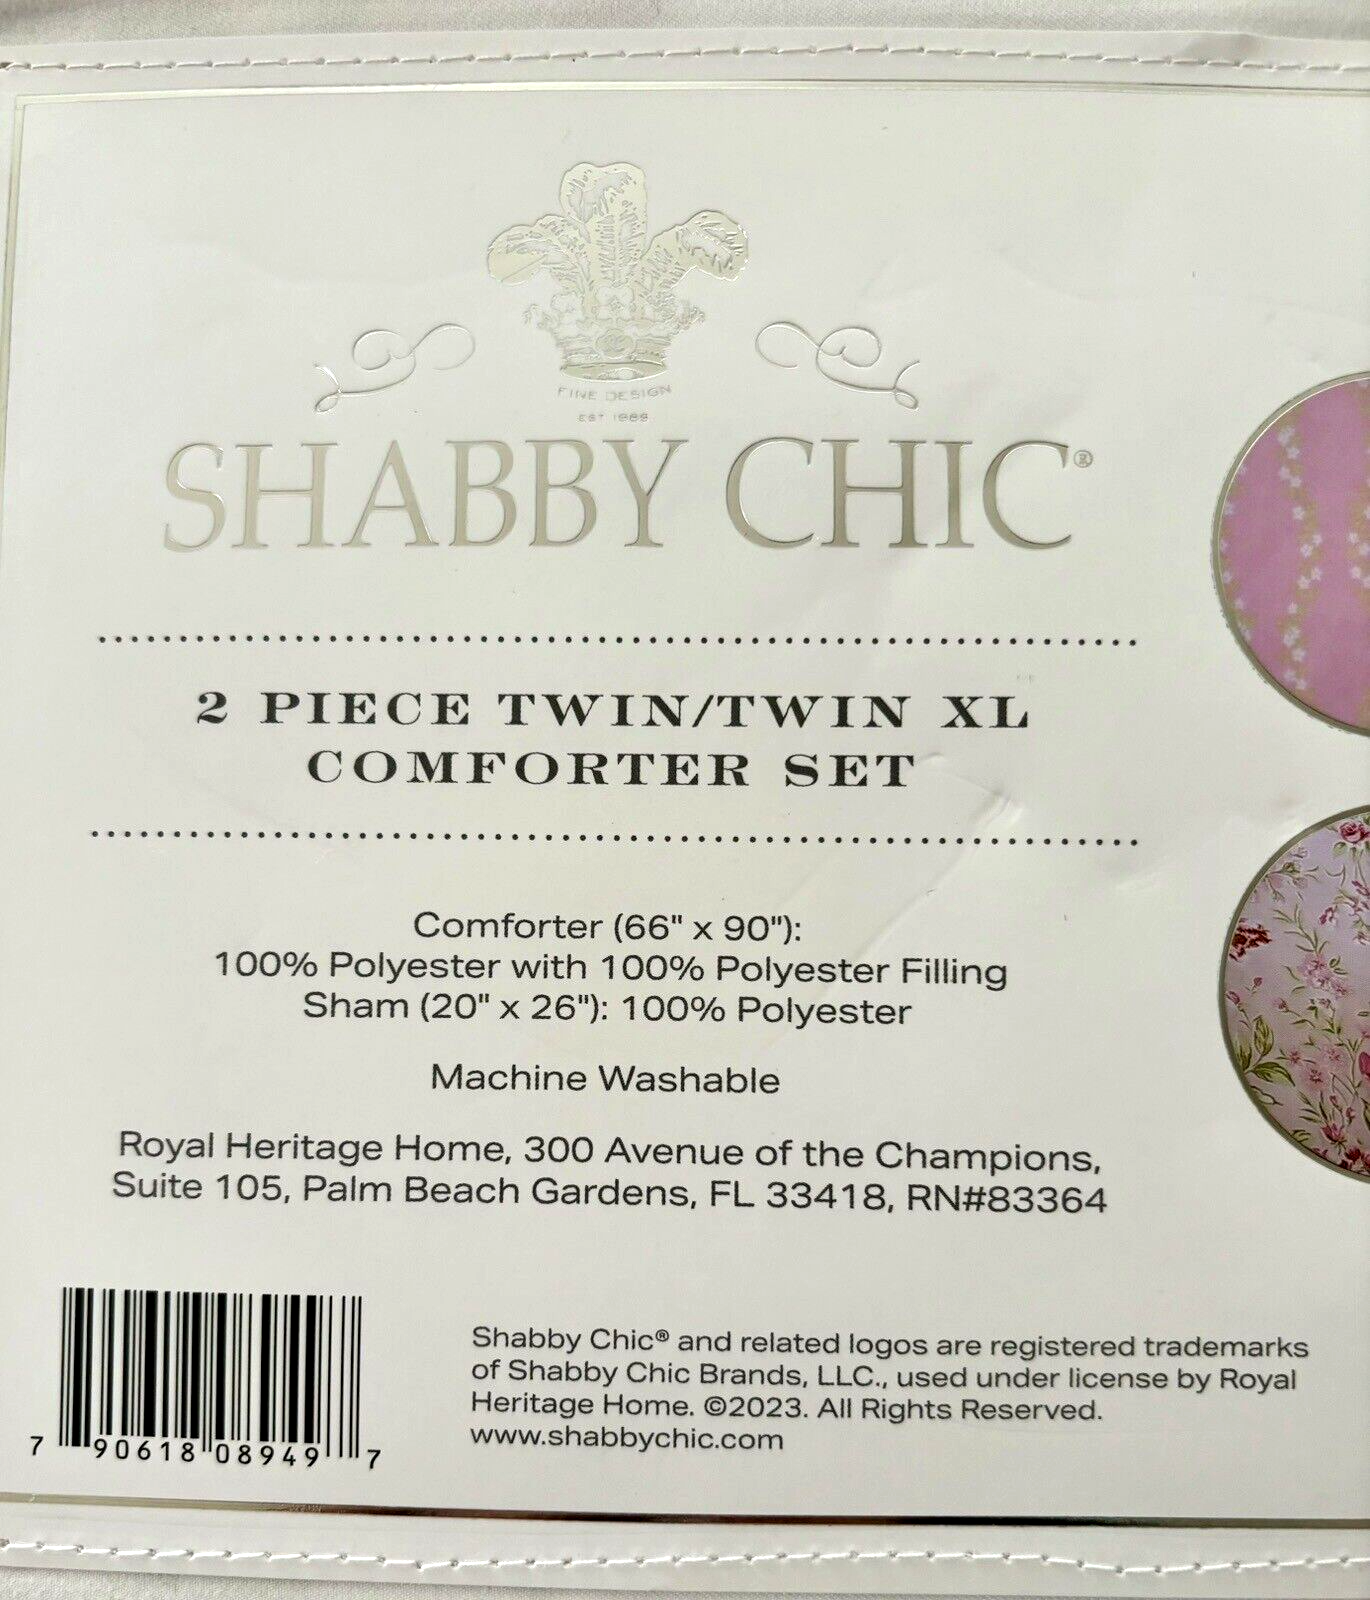 FINE DESIGN
EST 1989
SHABBY CHIC®
2 PIECE TWIN/TWIN XL
COMFORTER SET
Comforter (66" x 90"):
100% Polyester with 100% Polyester Filling
Sham (20" x 26"): 100% Polyester
Machine Washable
Royal Heritage Home, 300 Avenue of the Champions,
Suite 105, Palm Beach Gardens, FL 33418, RN#83364
Shabby Chic® and related logos are registered trademarks
of Shabby Chic Brands, LLC., used under license by Royal
Heritage Home. ©2023. All Rights Reserved.
www.shabbychic.com
7 90618 08949 7